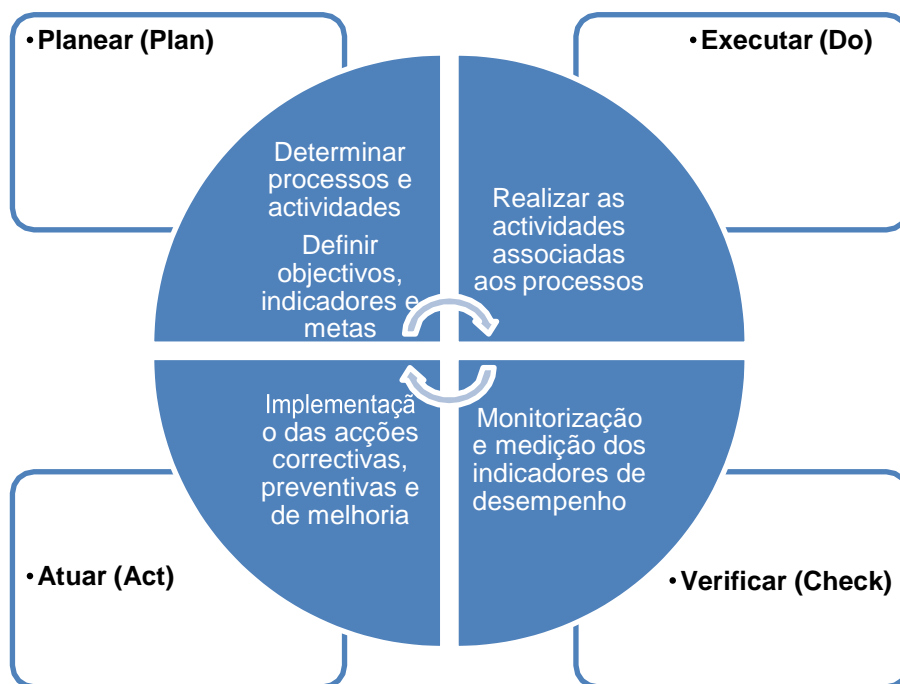 •Planear (Plan)
•Executar (Do)
Determinar
processos e
actividades
Definir
objectivos,
indicadores e
metas
Realizar as
actividades
associadas
aos processos
Implementaçã
o das acções
correctivas,
preventivas e
de melhoria
Monitorização
e medição dos
indicadores de
desempenho
•Atuar (Act)
•Verificar (Check)